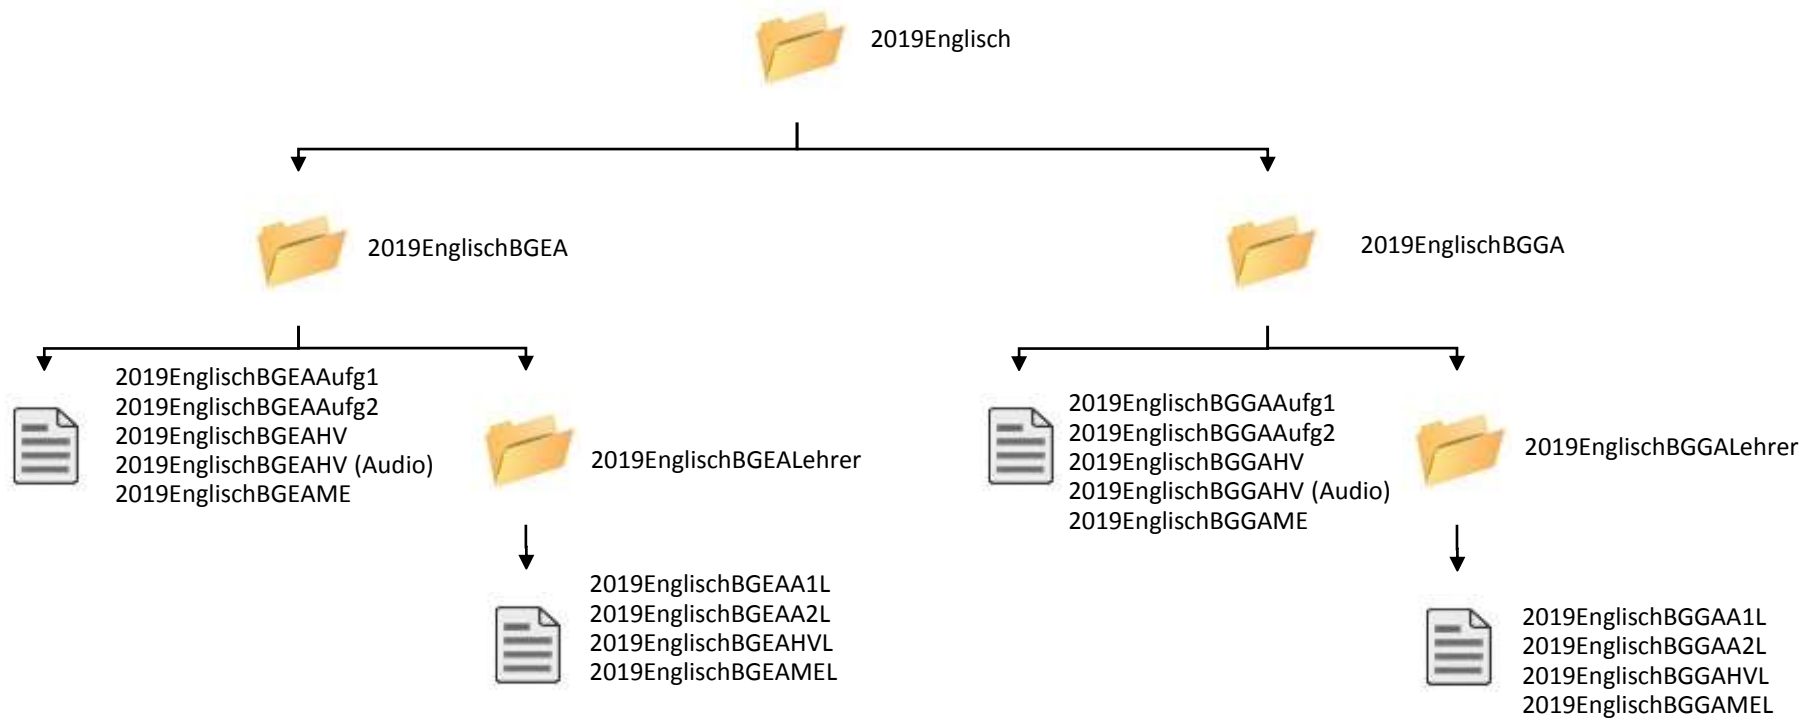 2019Englisch
2019EnglischBGEA
2019EnglischBGGA
2019EnglischBGEAAufg1
2019EnglischBGEAAufg2
2019EnglischBGEAHV
2019EnglischBGEAHV (Audio)
2019EnglischBGEAME
2019EnglischBGEALehrer
2019EnglischBGEAA1L
2019EnglischBGEAA2L
2019EnglischBGEAHVL
2019EnglischBGEAMEL
2019EnglischBGGAAufg1
2019EnglischBGGAAufg2
2019EnglischBGGAHV
2019EnglischBGGAHV (Audio)
2019EnglischBGGAME
2019EnglischBGGALehrer
2019EnglischBGGAA1L
2019EnglischBGGAA2L
2019EnglischBGGAHVL
2019EnglischBGGAMEL